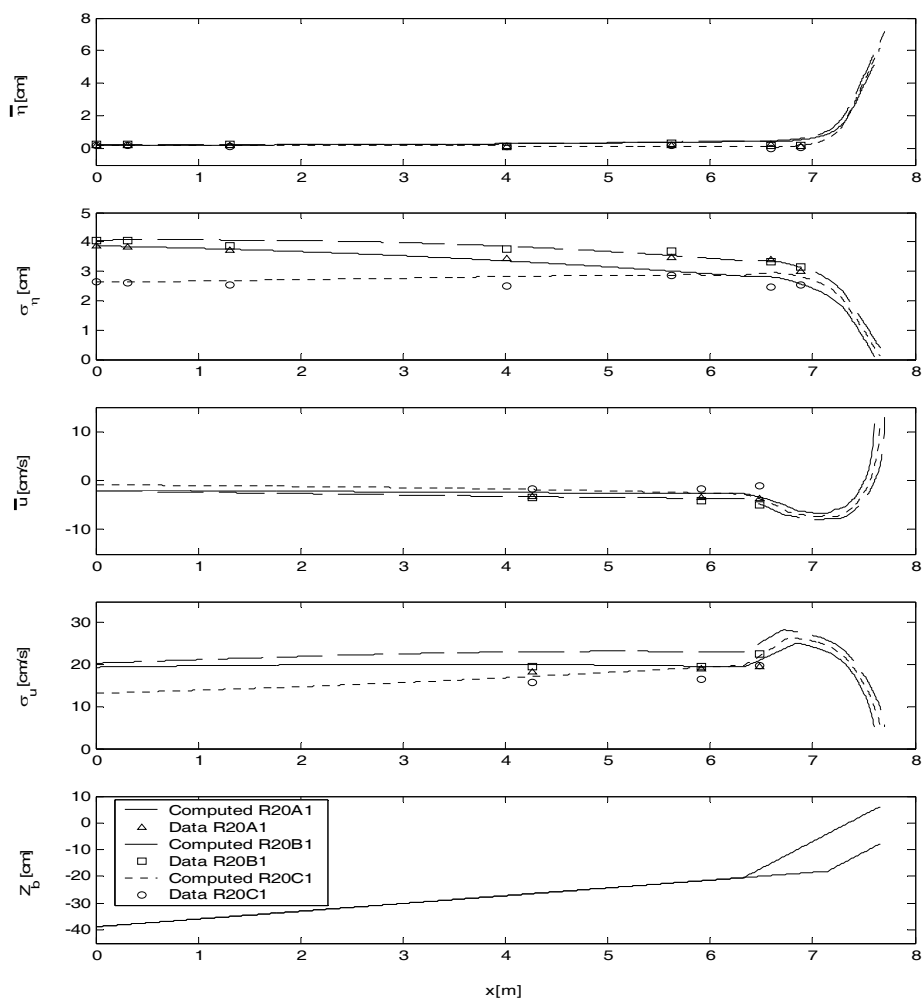 8
6
4
2
0
η [cm]
0 1 2 3 4 5 6 7 8
5
4
3
2
1
0
σ_η [cm]
0 1 2 3 4 5 6 7 8
10
0
-10
u [cm/s]
0 1 2 3 4 5 6 7 8
30
20
10
0
σ_u [cm/s]
0 1 2 3 4 5 6 7 8
10
0
-10
-20
-30
-40
Z_b [cm]
Computed R20A1
Data R20A1
Computed R20B1
Data R20B1
Computed R20C1
Data R20C1
0 1 2 3 4 5 6 7 8
x[m]